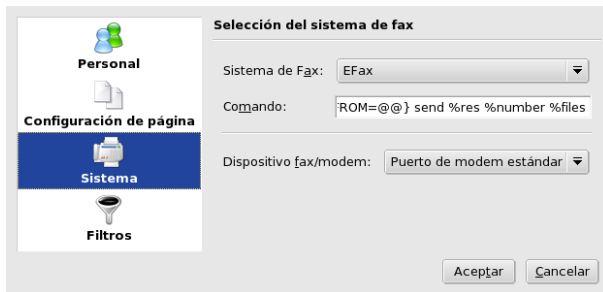 Personal
Configuración de página
Sistema
Filtros
Selección del sistema de fax
Sistema de Fax: EFax
Comando: FROM=@@} send %res %number %files
Dispositivo fax/modem: Puerto de modem estándar
Aceptar Cancelar